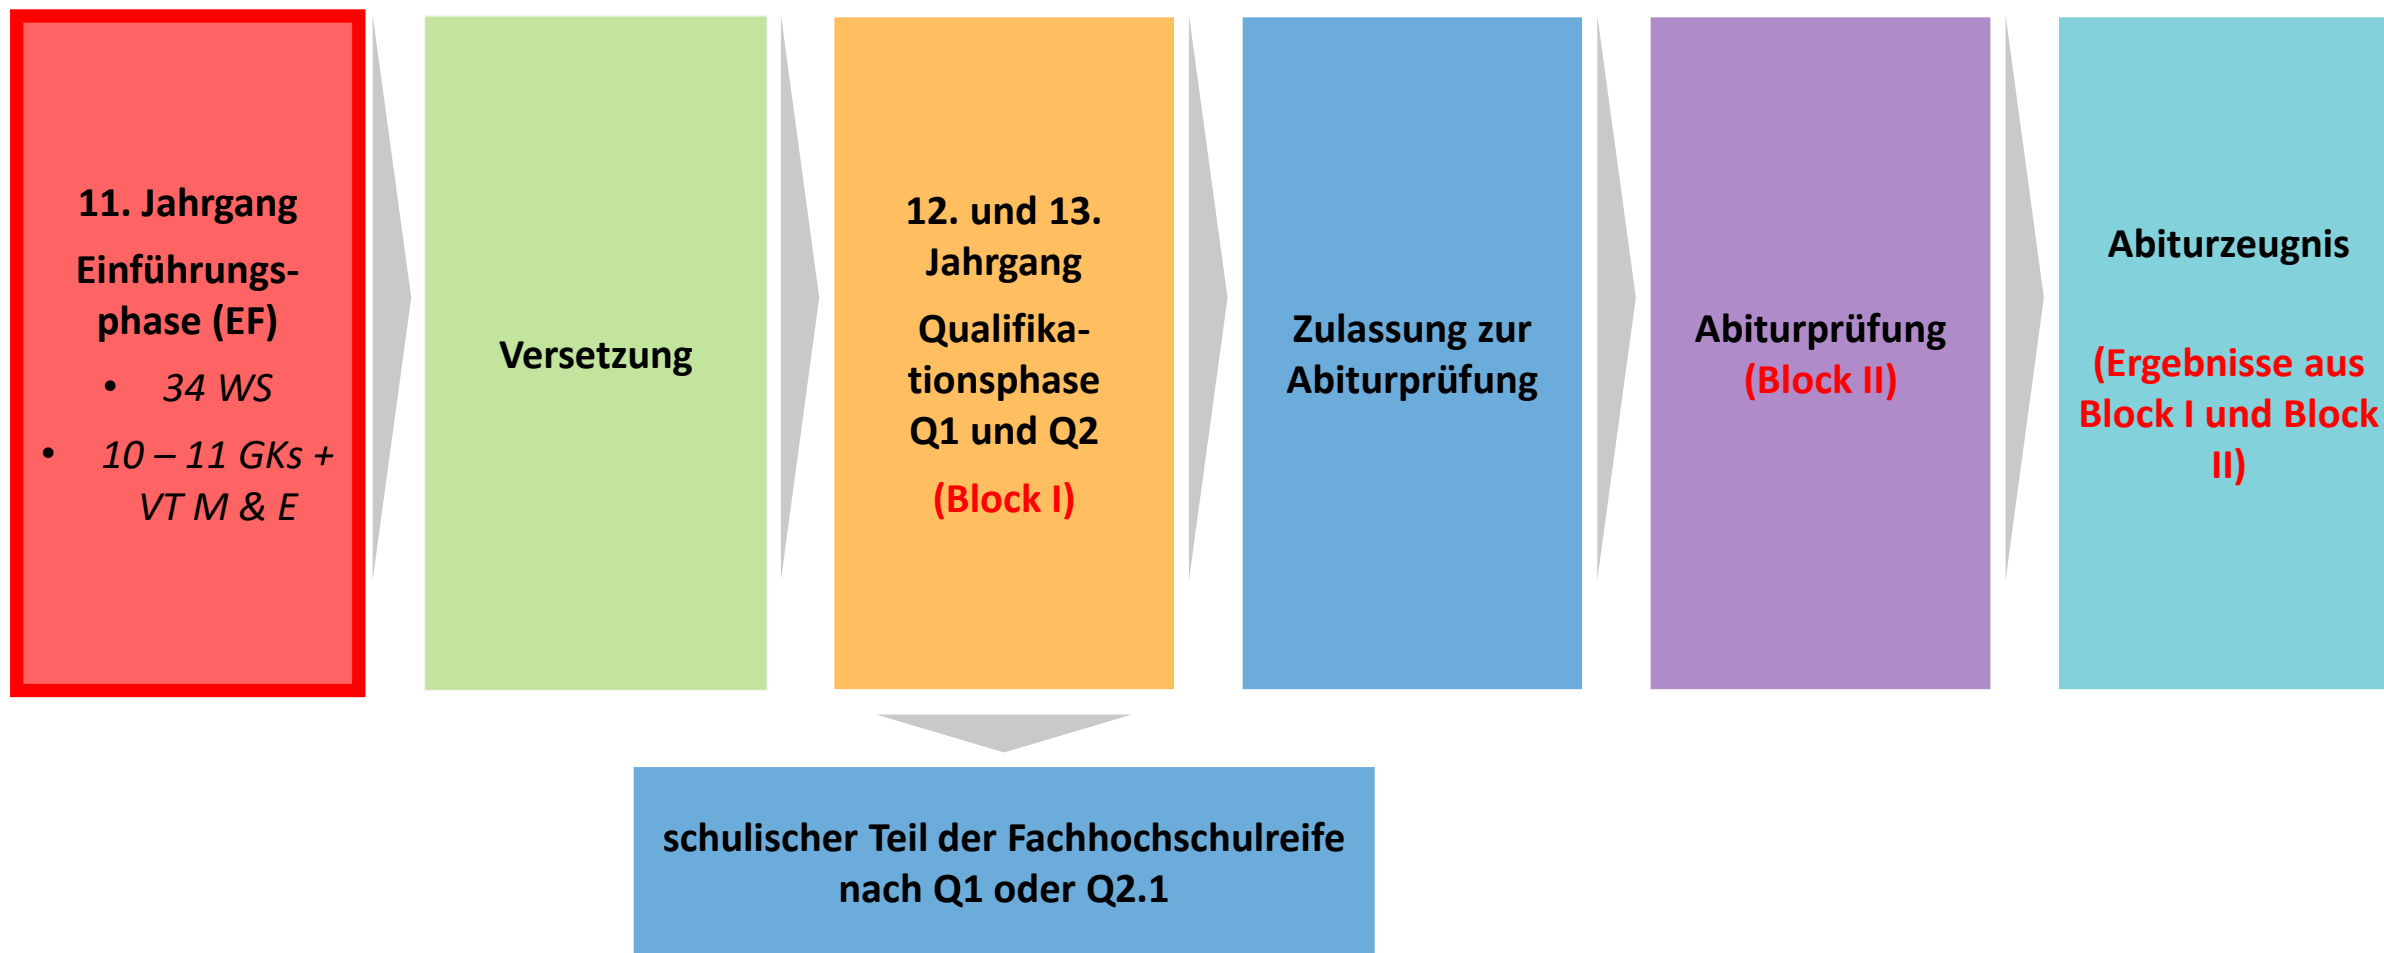 11. Jahrgang
Einführungs-
phase (EF)
• 34 WS
• 10 – 11 GKs +
VT M & E
Versetzung
12. und 13.
Jahrgang
Qualifika-
tionsphase
Q1 und Q2
(Block I)
Zulassung zur
Abiturprüfung
Abiturprüfung
(Block II)
Abiturzeugnis
(Ergebnisse aus
Block I und Block
II)
schulischer Teil der Fachhochschulreife
nach Q1 oder Q2.1